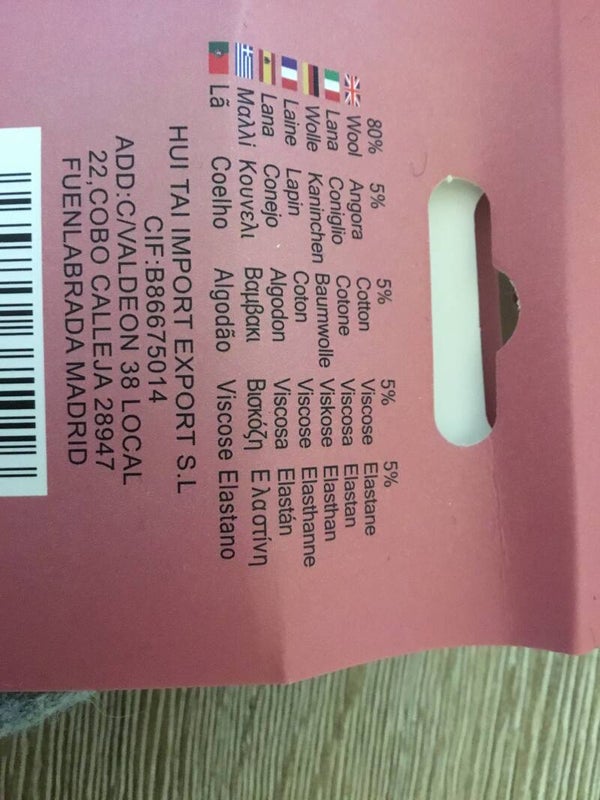 80% 5% 5% 5% 5%
Wool Angora Cotton Viscose Elastane
Lana Coniglio Cotone Viscosa Elastan
Wolle Kaninchen Baumwolle Viskose Elasthan
Laine Lapin Coton Viscose Elasthanne
Lana Conejo Algodon Viscosa Elastán
Μαλλί Κουνελι Βαμβακι Βισκόζη Ελαστίνη
Lã Coelho Algodão Viscose Elastano
HUI TAI IMPORT EXPORT S.L
CIF:B86675014
ADD:C/VALDEON 38 LOCAL
22,COBO CALLEJA 28947
FUENLABRADA MADRID